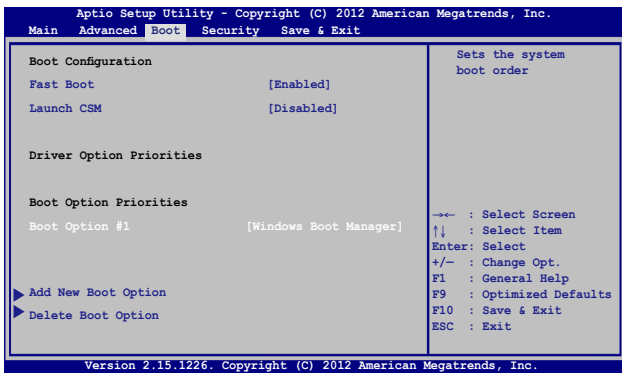 Aptio Setup Utility - Copyright (C) 2012 American Megatrends, Inc.
Main Advanced Boot Security Save & Exit
Boot Configuration
Fast Boot [Enabled]
Launch CSM [Disabled]
Driver Option Priorities
Boot Option Priorities
Boot Option #1 [Windows Boot Manager]
Add New Boot Option
Delete Boot Option
Sets the system
boot order
→← : Select Screen
↑↓ : Select Item
Enter: Select
+/— : Change Opt.
F1 : General Help
F9 : Optimized Defaults
F10 : Save & Exit
ESC : Exit
Version 2.15.1226. Copyright (C) 2012 American Megatrends, Inc.